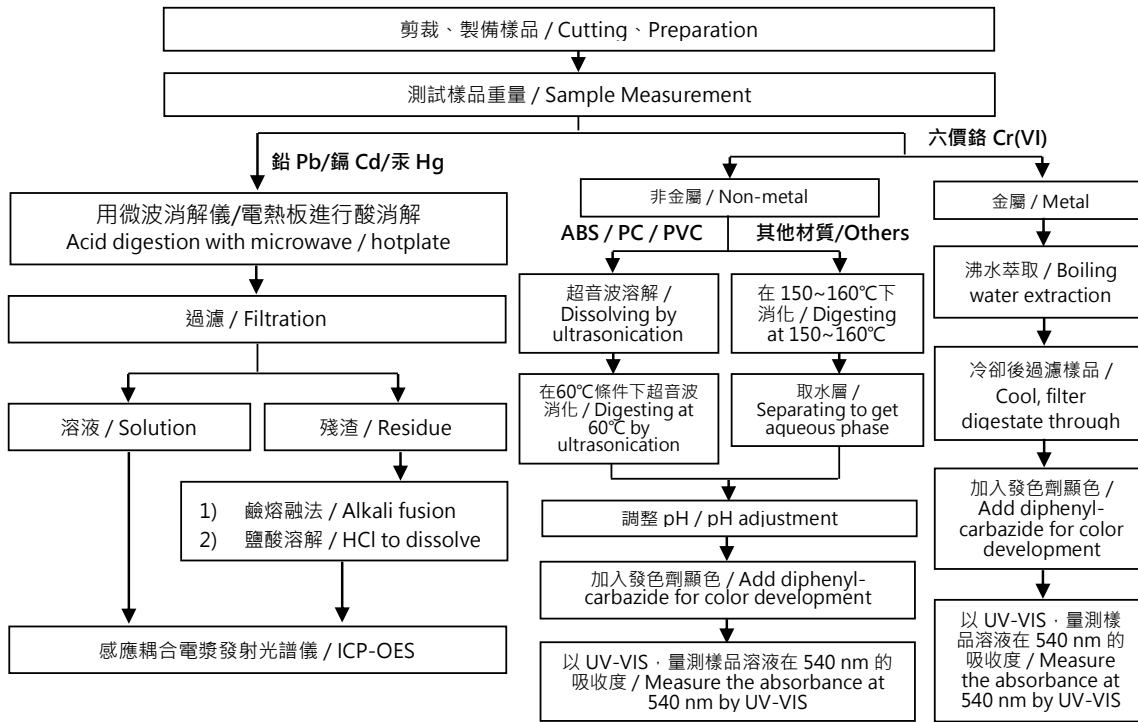 剪裁、製備樣品 / Cutting、Preparation
測試樣品重量 / Sample Measurement
鉛 Pb/鎘 Cd/汞 Hg
六價鉻 Cr(VI)
用微波消解儀/電熱板進行酸消解
Acid digestion with microwave / hotplate
過濾 / Filtration
溶液 / Solution
殘渣 / Residue
1) 鹼熔融法 / Alkali fusion
2) 鹽酸溶解 / HCl to dissolve
感應耦合電漿發射光譜儀 / ICP-OES
非金屬 / Non-metal
ABS / PC / PVC
其他材質/Others
超音波溶解 /
Dissolving by
ultrasonication
在60℃條件下超音波
消化 / Digesting at
60℃ by
ultrasonication
在 150~160℃下
消化 / Digesting
at 150~160℃
取水層 /
Separating to get
aqueous phase
調整 pH / pH adjustment
加入發色劑顯色 / Add diphenyl-
carbazide for color development
以 UV-VIS，量測樣品溶液在 540 nm 的
吸收度 / Measure the absorbance at
540 nm by UV-VIS
金屬 / Metal
沸水萃取 / Boiling
water extraction
冷卻後過濾樣品 /
Cool, filter
digestate through
加入發色劑顯色 /
Add diphenyl-
carbazide for color
development
以 UV-VIS，量測樣
品溶液在 540 nm 的
吸收度 / Measure
the absorbance at
540 nm by UV-VIS